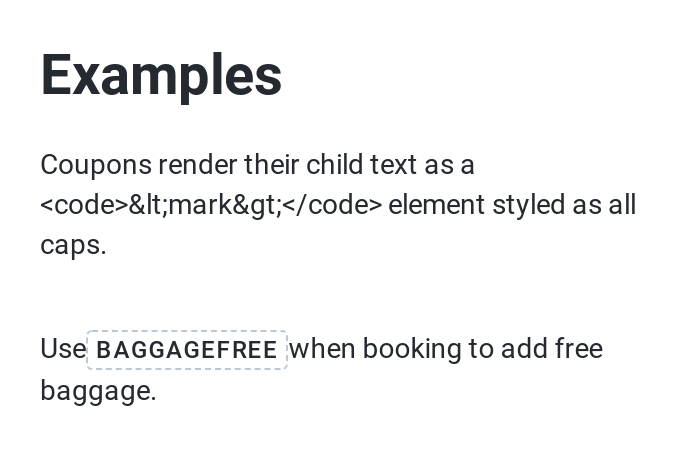 Examples
Coupons render their child text as a
<code>&lt;mark&gt;</code> element styled as all
caps.
Use BAGGAGEFREE when booking to add free
baggage.